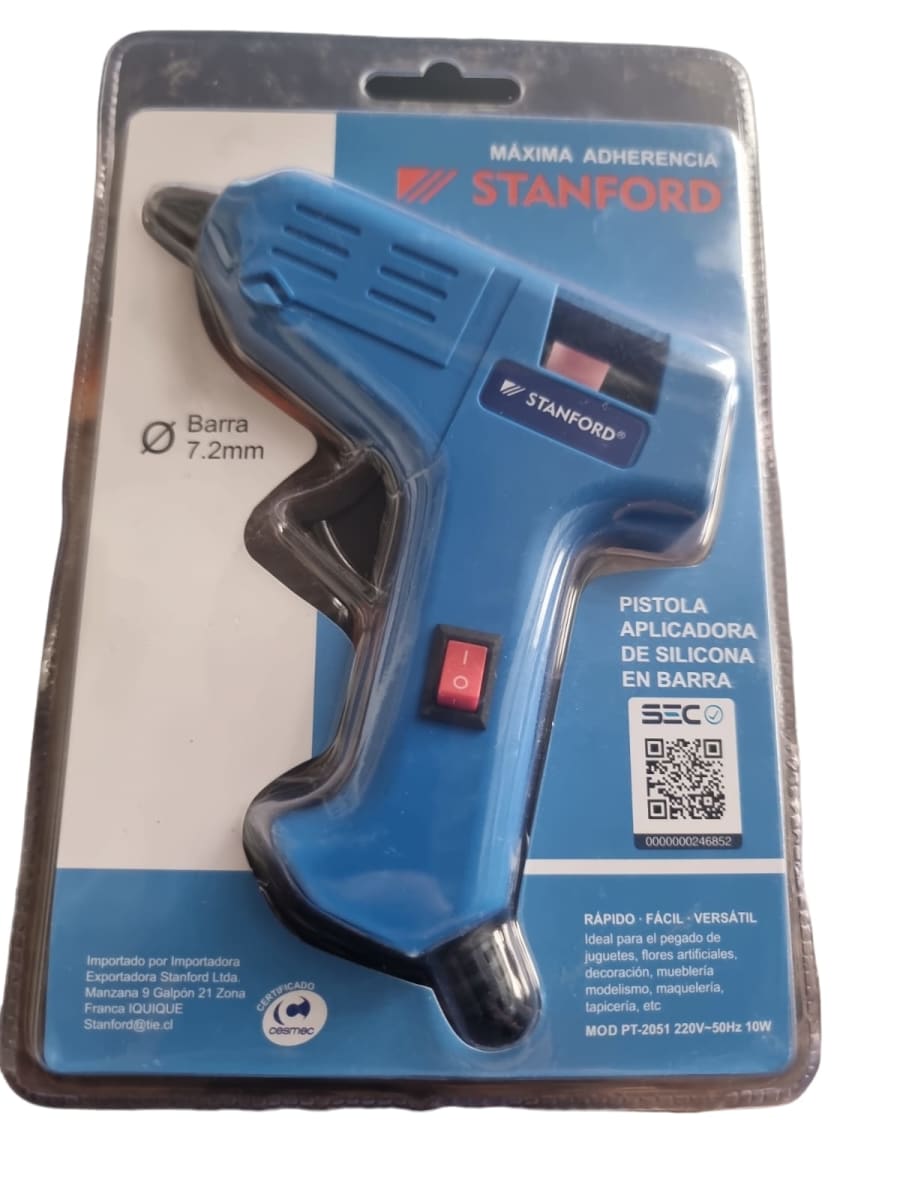 MÁXIMA ADHERENCIA
STANFORD
STANFORD®
Ø Barra
7.2mm
I
O
PISTOLA
APLICADORA
DE SILICONA
EN BARRA
SEC
0000000246852
RÁPIDO · FÁCIL · VERSÁTIL
Ideal para el pegado de
juguetes, flores artificiales,
decoración, mueblería
modelismo, maquelería,
tapicería, etc
MOD PT-2051 220V~50Hz 10W
Importado por Importadora
Exportadora Stanford Ltda.
Manzana 9 Galpón 21 Zona
Franca IQUIQUE
Stanford@tie.cl
CERTIFICADO
cesmec